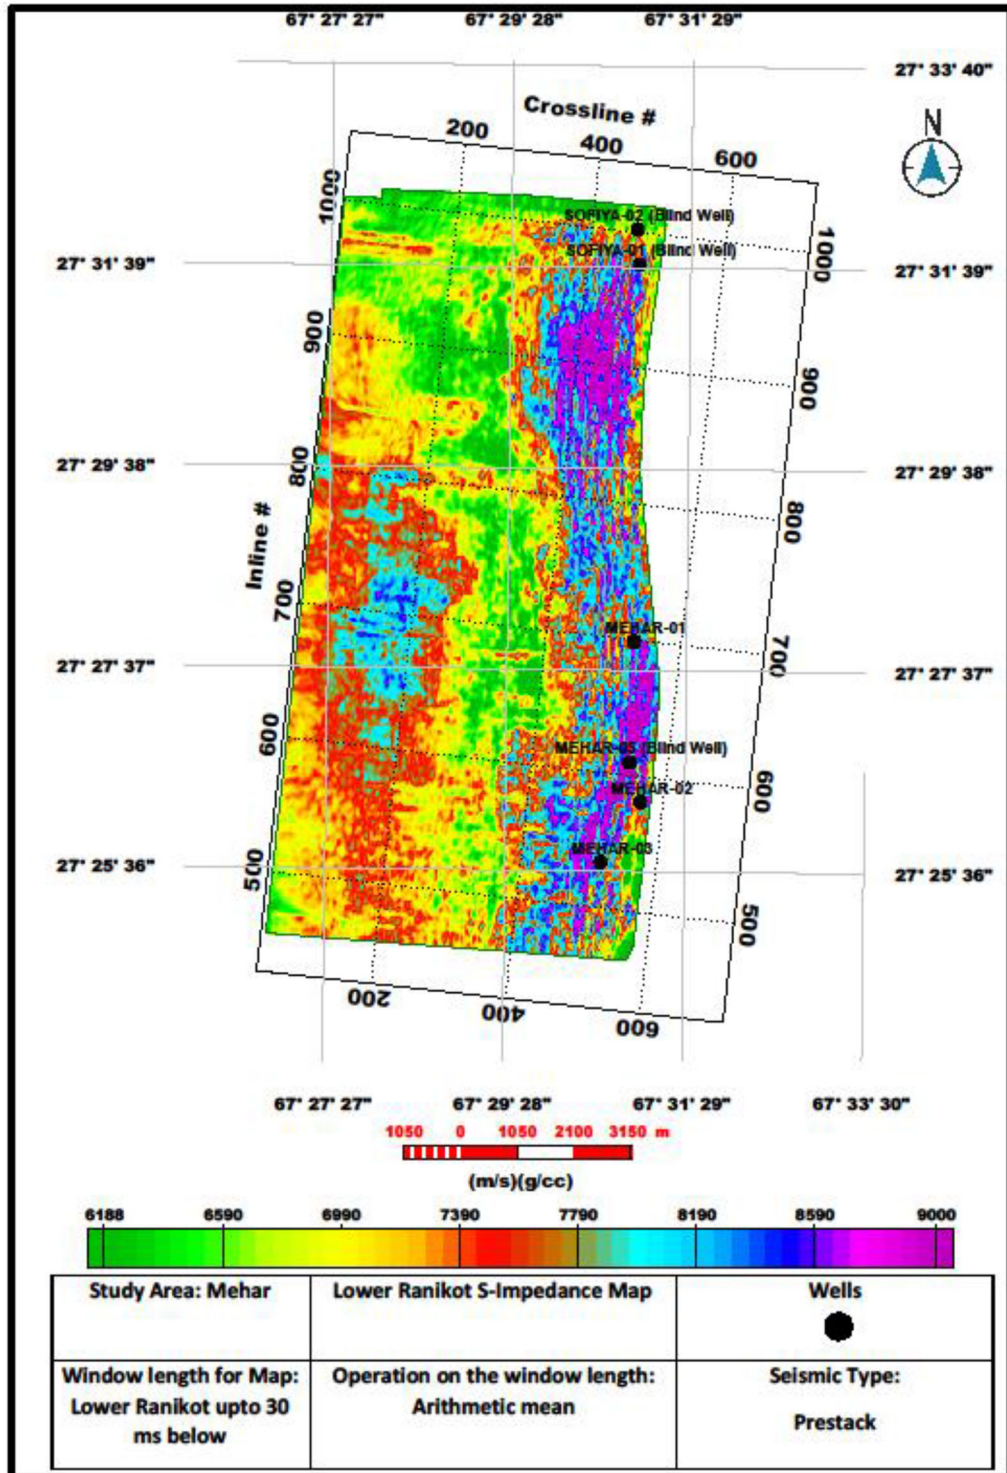 67° 27' 27" 67° 29' 28" 67° 31' 29"
27° 33' 40"
Crossline #
N
200 400 600
1000
SOFIYA-02 (Blind Well)
1000
SOFIYA-01 (Blind Well)
27° 31' 39" 27° 31' 39"
900
900
27° 29' 38" 800 27° 29' 38"
Inline #
800
700
MEHAR-01
700
27° 27' 37" 27° 27' 37"
600
MEHAR-05 (Blind Well)
600
MEHAR-02
MEHAR-03
27° 25' 36" 500 27° 25' 36"
500
200 400 600
67° 27' 27" 67° 29' 28" 67° 31' 29" 67° 33' 30"
1050 0 1050 2100 3150 m
(m/s)(g/cc)
6188 6590 6990 7390 7790 8190 8590 9000
Study Area: Mehar
Lower Ranikot S-Impedance Map
Wells
Window length for Map:
Lower Ranikot upto 30
ms below
Operation on the window length:
Arithmetic mean
Seismic Type:
Prestack